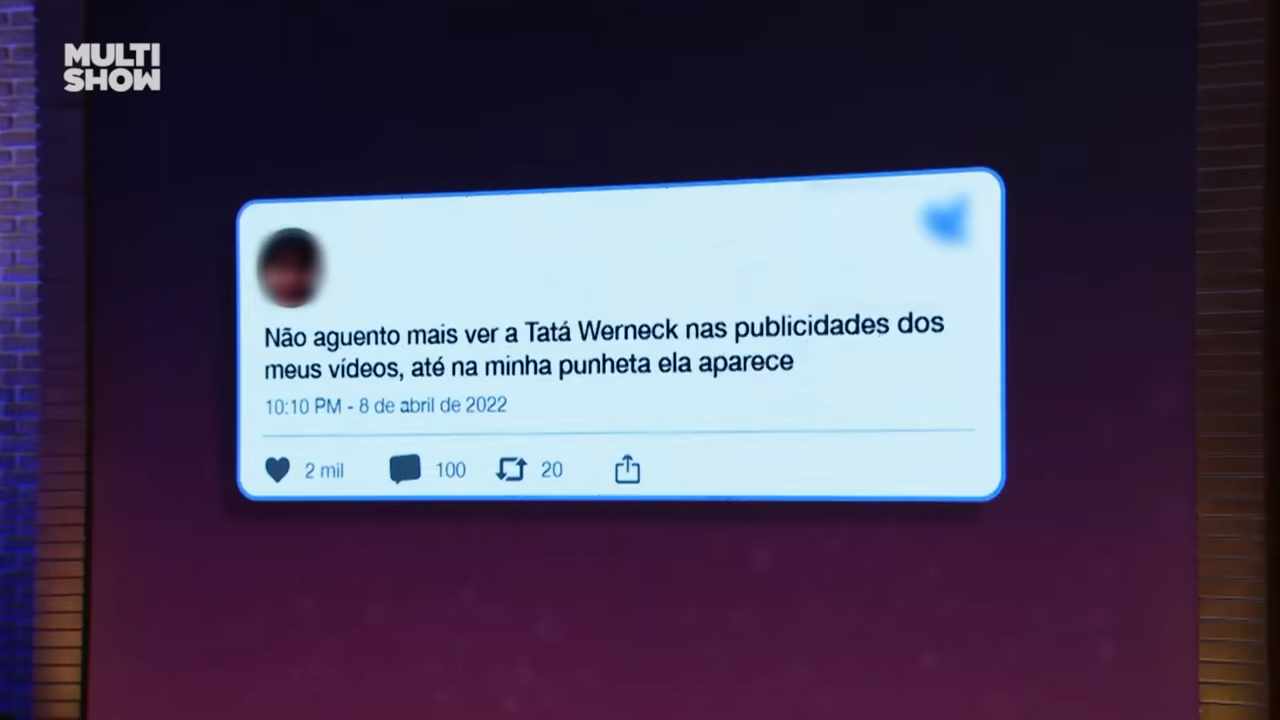 MULTI
SHOW
Não aguento mais ver a Tatá Werneck nas publicidades dos
meus vídeos, até na minha punheta ela aparece
10:10 PM - 8 de abril de 2022
2 mil 100 20